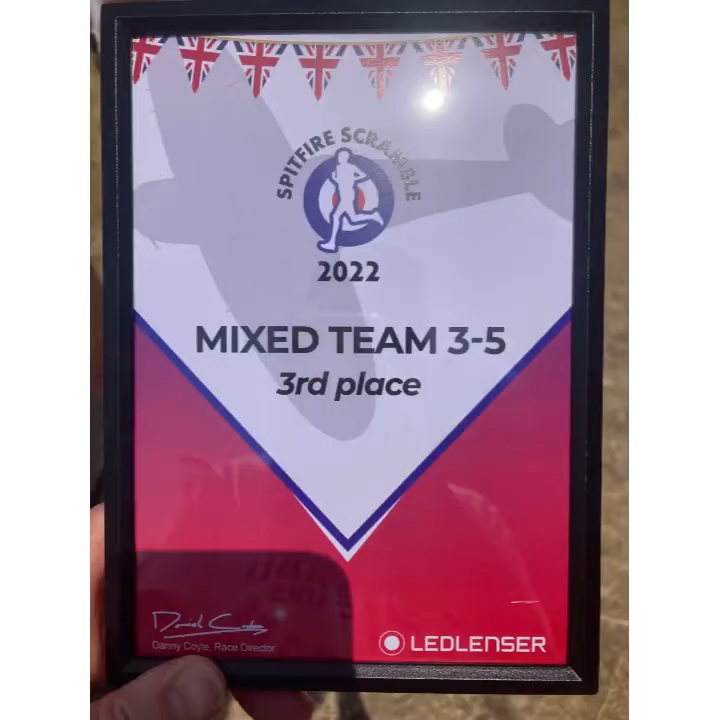 SPITFIRE SCRAMBLE
2022
MIXED TEAM 3-5
3rd place
Danny Coyle, Race Director
LEDLENSER